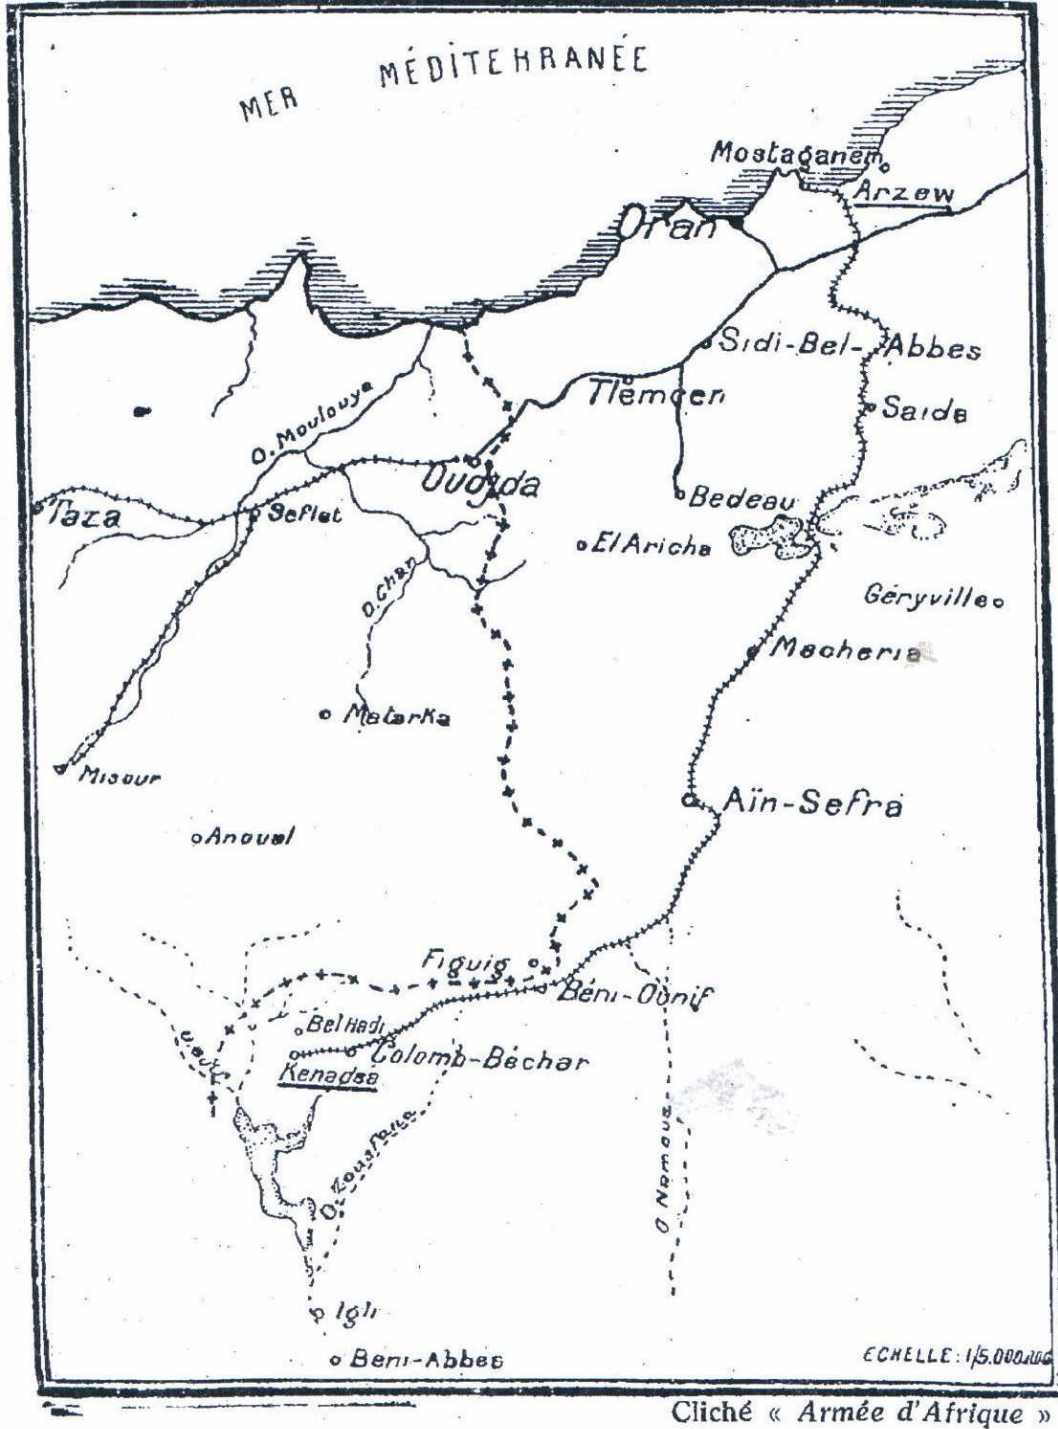 MER MÉDITEHRANÉE
Mostaganem
Arzew
Oran
Sidi-Bel-Abbes
Tlemcen
Saida
O. Moulouya
Oudjda
Bedeau
Taza
Seflet
El Aricha
O. Chan
Géryville
Mecheria
Matarka
Misour
Aïn-Sefra
Anoual
Figuig
Béni-Ounif
Bel Hadi
Colomb-Béchar
Kenadsa
O. Zousfana
O Namous
Igli
Beni-Abbes
ECHELLE: 1/5.000.000
Cliché « Armée d'Afrique »